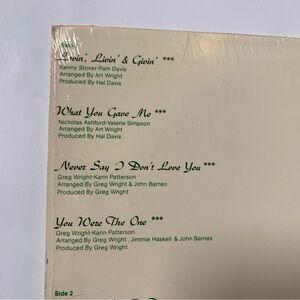 Side 1
Lovin', Livin' & Givin' ***
Kenny Stover-Pam Davis
Arranged By Art Wright
Produced By Hal Davis
What You Gave Me ***
Nickolas Ashford-Valerie Simpson
Arranged By Art Wright
Produced By Hal Davis
Never Say I Don't Love You ***
Greg Wright-Karin Patterson
Arranged By Greg Wright & John Barnes
Produced By Greg Wright
You Were The One ***
Greg Wright-Karin Patterson
Arranged By Greg Wright, Jimmie Haskell & John Barnes
Produced By Greg Wright
Side 2